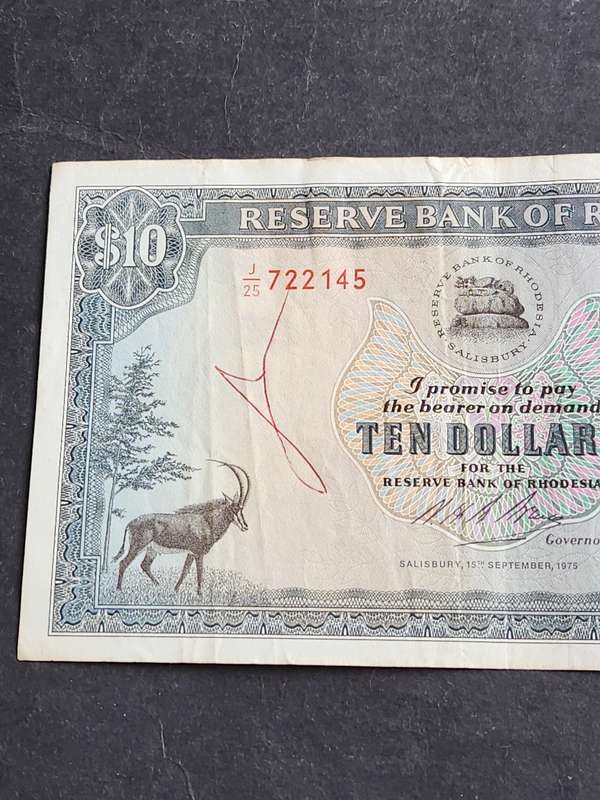 RESERVE BANK OF R
$10
J/25 722145
RESERVE BANK OF RHODESIA
SALISBURY
I promise to pay
the bearer on demand
TEN DOLLAR
FOR THE
RESERVE BANK OF RHODESIA
Governo
SALISBURY, 15TH SEPTEMBER, 1975